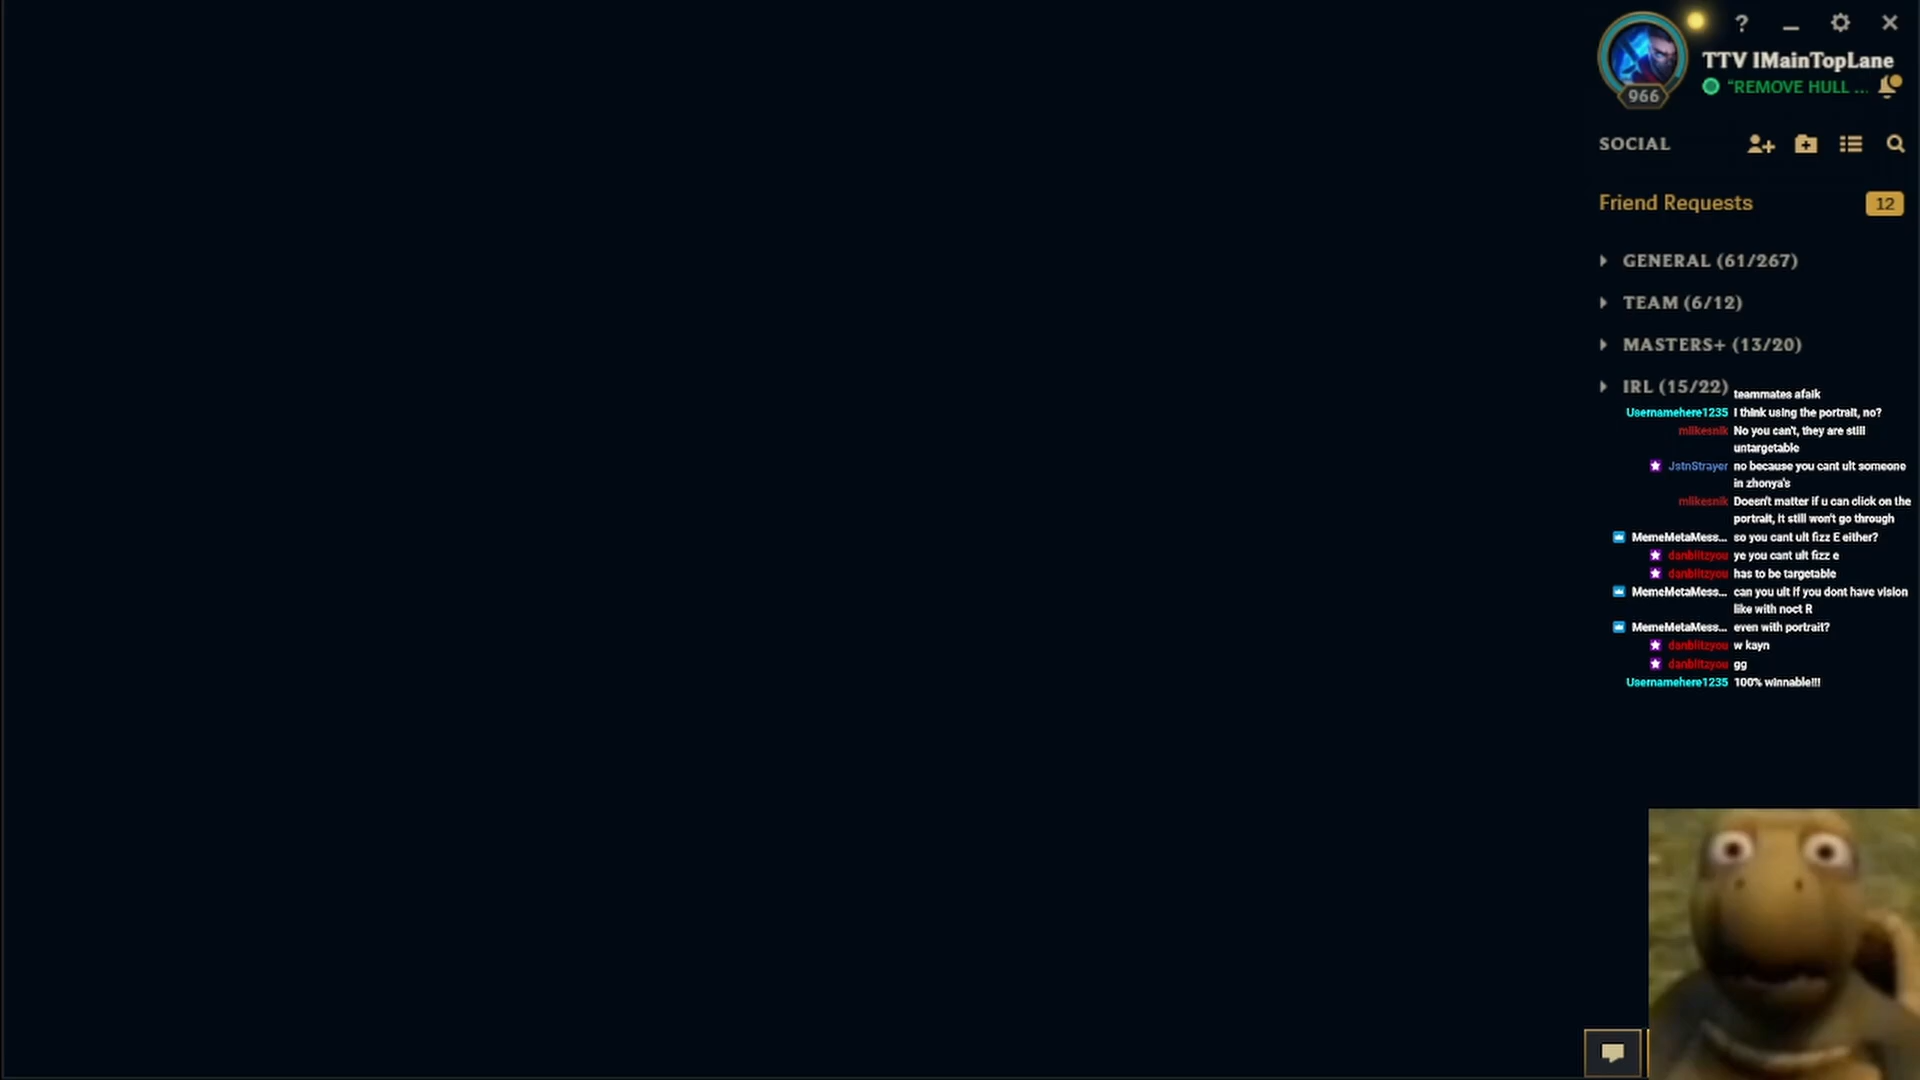 ?
TTV IMainTopLane
966
"REMOVE HULL ...
SOCIAL
Friend Requests
12
GENERAL (61/267)
TEAM (6/12)
MASTERS+ (13/20)
IRL (15/22)
teammates afaik
Usernamehere1235 I think using the portrait, no?
mlikesnik No you can't, they are still
untargetable
JstnStrayer no because you cant ult someone
in zhonya's
mlikesnik Doesn't matter if u can click on the
portrait, it still won't go through
MemeMetaMess... so you cant ult fizz E either?
danblitzyou ye you cant ult fizz e
danblitzyou has to be targetable
MemeMetaMess... can you ult if you dont have vision
like with noct R
MemeMetaMess... even with portrait?
danblitzyou w kayn
danblitzyou gg
Usernamehere1235 100% winnable!!!